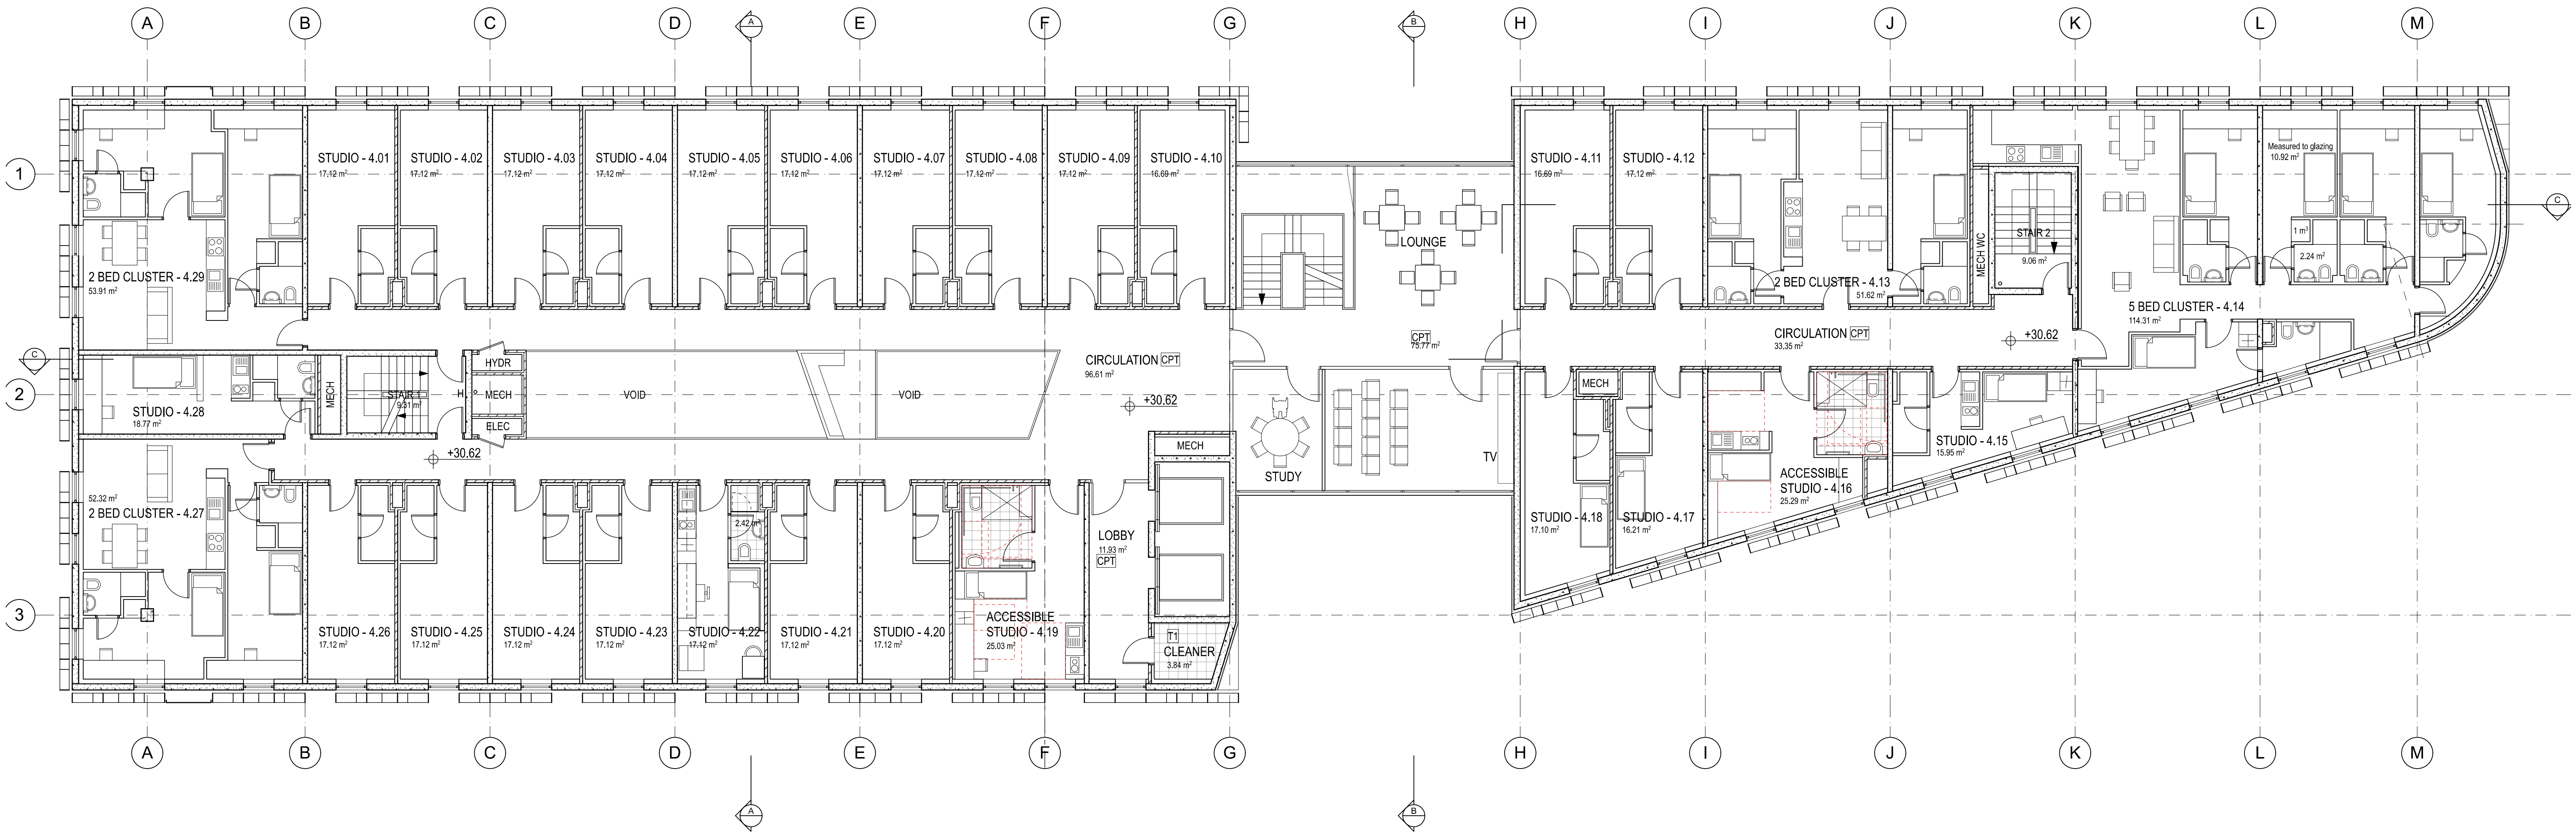 A B C D A E F G B H I J K L M
1
STUDIO - 4.01
17.12 m²
STUDIO - 4.02
17.12 m²
STUDIO - 4.03
17.12 m²
STUDIO - 4.04
17.12 m²
STUDIO - 4.05
17.12 m²
STUDIO - 4.06
17.12 m²
STUDIO - 4.07
17.12 m²
STUDIO - 4.08
17.12 m²
STUDIO - 4.09
17.12 m²
STUDIO - 4.10
16.69 m²
STUDIO - 4.11
16.69 m²
STUDIO - 4.12
17.12 m²
Measured to glazing
10.92 m²
C
LOUNGE
CPT
75.77 m²
MECH WC
STAIR 2
9.06 m²
1 m³
2.24 m²
2 BED CLUSTER - 4.29
53.91 m²
2 BED CLUSTER - 4.13
51.62 m²
5 BED CLUSTER - 4.14
114.31 m²
CIRCULATION CPT
33.35 m²
+30.62
C
2
HYDR
MECH
ELEC
H
STAIR 1
9.31 m²
MECH
VOID
VOID
CIRCULATION CPT
96.61 m²
+30.62
STUDIO - 4.28
18.77 m²
+30.62
MECH
STUDY
TV
MECH
STUDIO - 4.15
15.95 m²
ACCESSIBLE
STUDIO - 4.16
25.29 m²
STUDIO - 4.18
17.10 m²
STUDIO - 4.17
16.21 m²
52.32 m²
2 BED CLUSTER - 4.27
2.42 m²
LOBBY
11.93 m²
CPT
3
STUDIO - 4.26
17.12 m²
STUDIO - 4.25
17.12 m²
STUDIO - 4.24
17.12 m²
STUDIO - 4.23
17.12 m²
STUDIO - 4.22
17.12 m²
STUDIO - 4.21
17.12 m²
STUDIO - 4.20
17.12 m²
ACCESSIBLE
STUDIO - 4.19
25.03 m²
T1
CLEANER
3.84 m²
A B C D E F G H I J K L M
A B